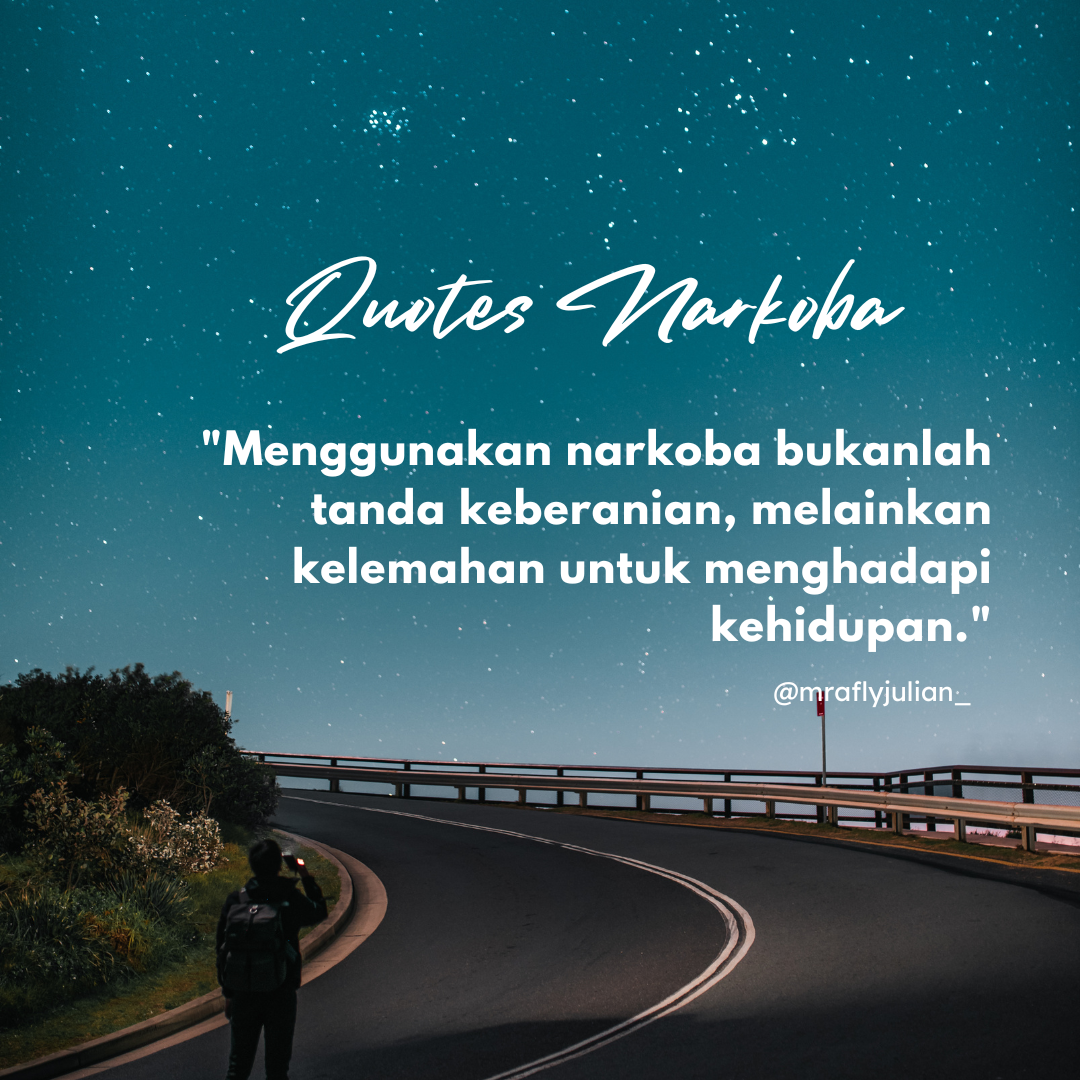 Quotes Narkoba
"Menggunakan narkoba bukanlah
tanda keberanian, melainkan
kelemahan untuk menghadapi
kehidupan."
@mraflyjulian_